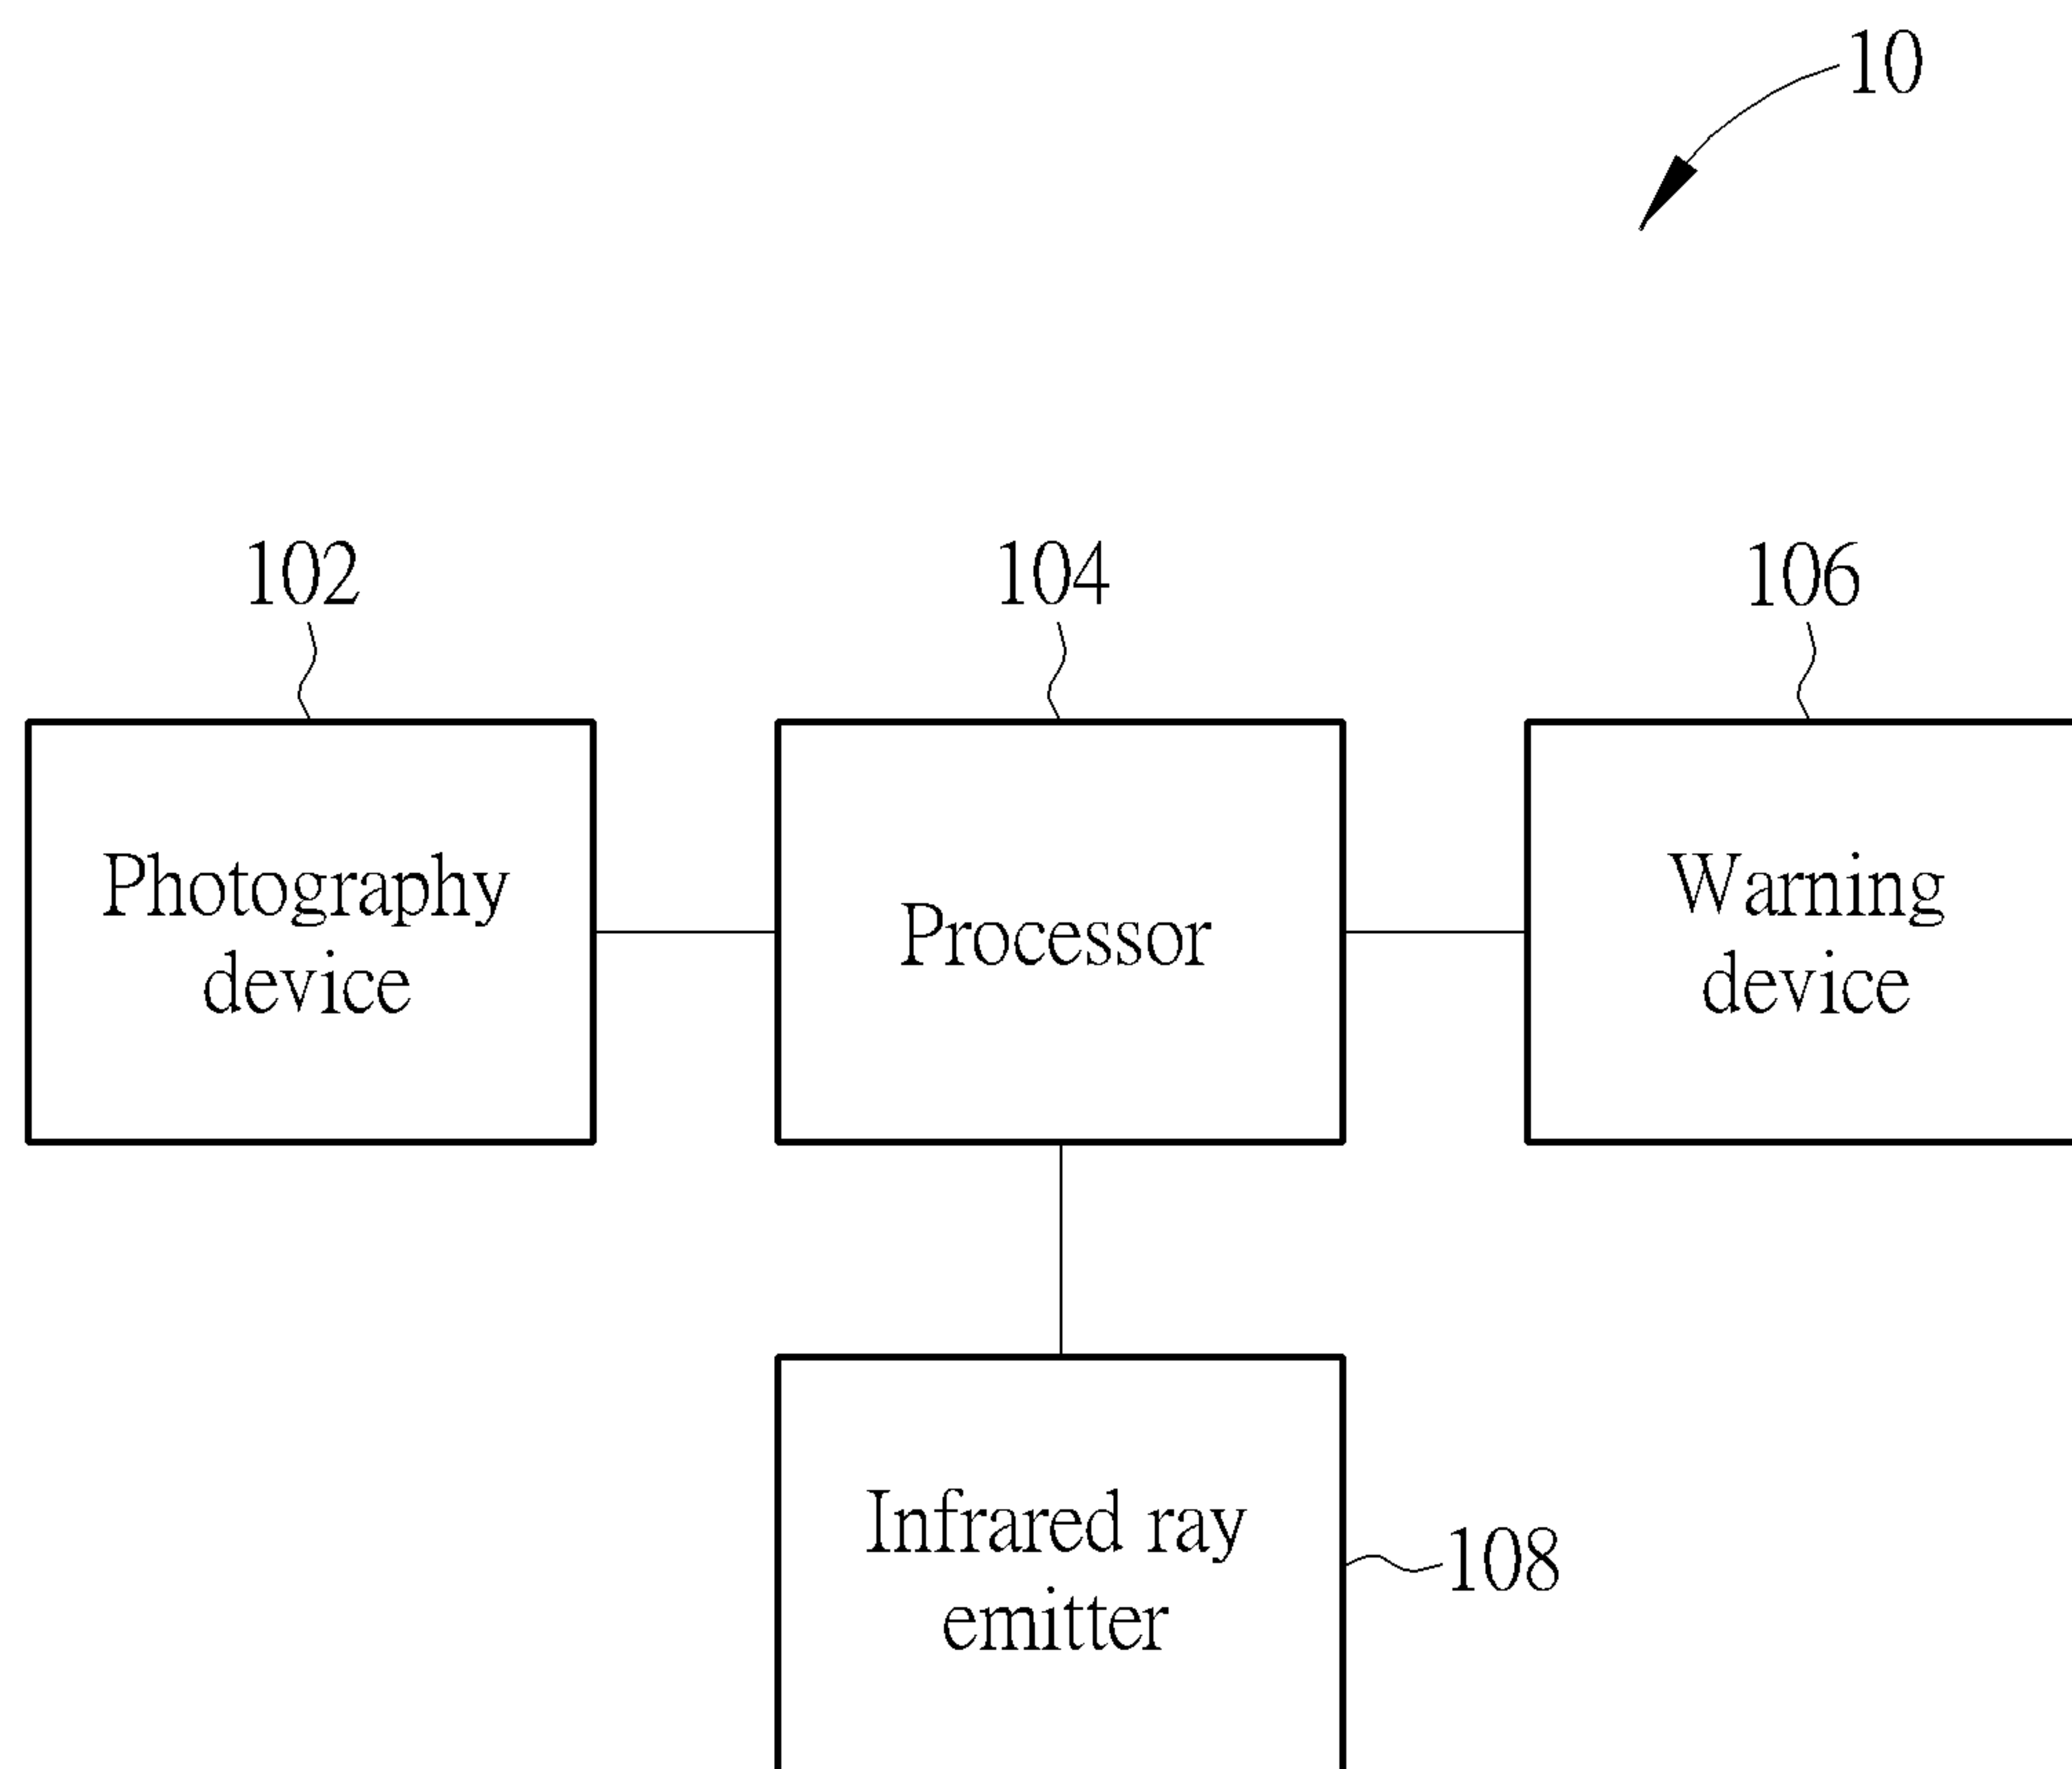 10
102
104
106
Photography
device
Processor
Warning
device
Infrared ray
emitter
108